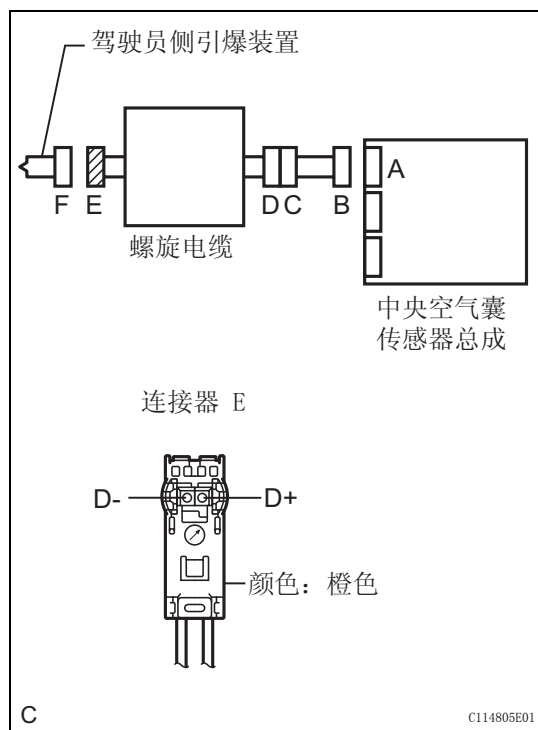 驾驶员侧引爆装置
A
F E D C B
螺旋电缆
中央空气囊
传感器总成
连接器 E
D- D+
颜色: 橙色
C
C114805E01